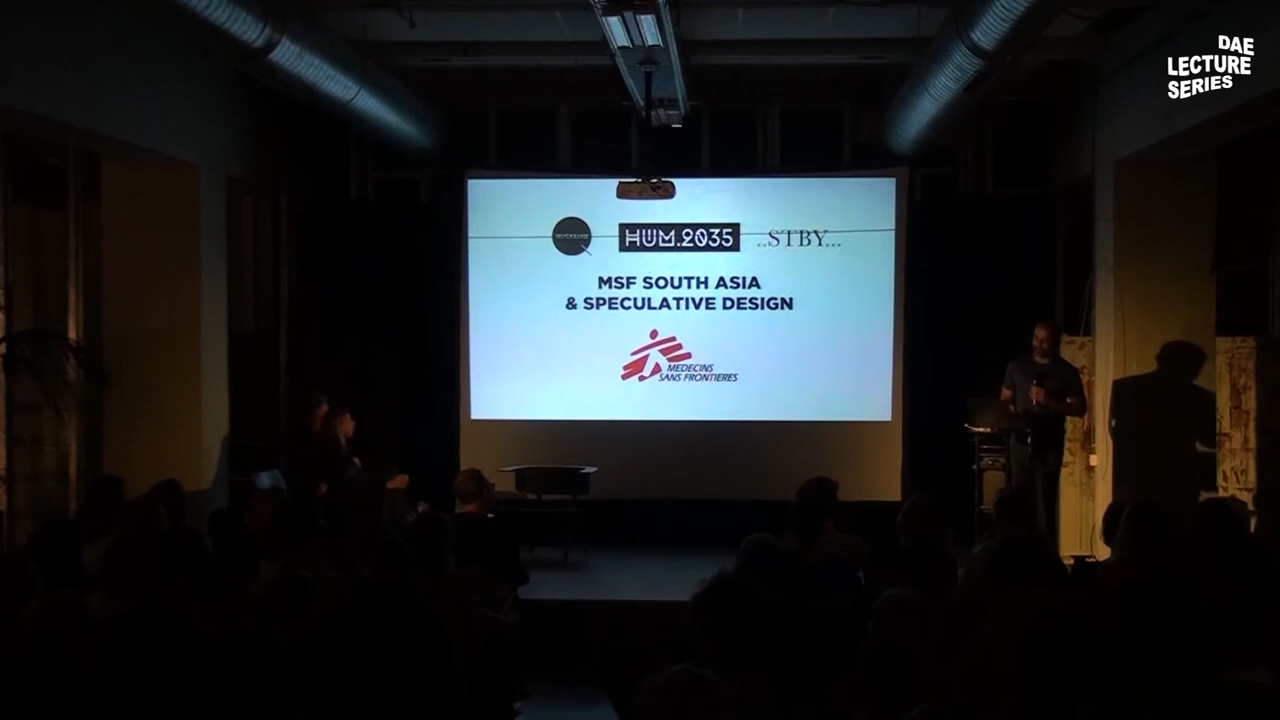 DAE
LECTURE
SERIES
HUM.2035
..STBY...
MSF SOUTH ASIA
& SPECULATIVE DESIGN
MEDECINS
SANS FRONTIERES